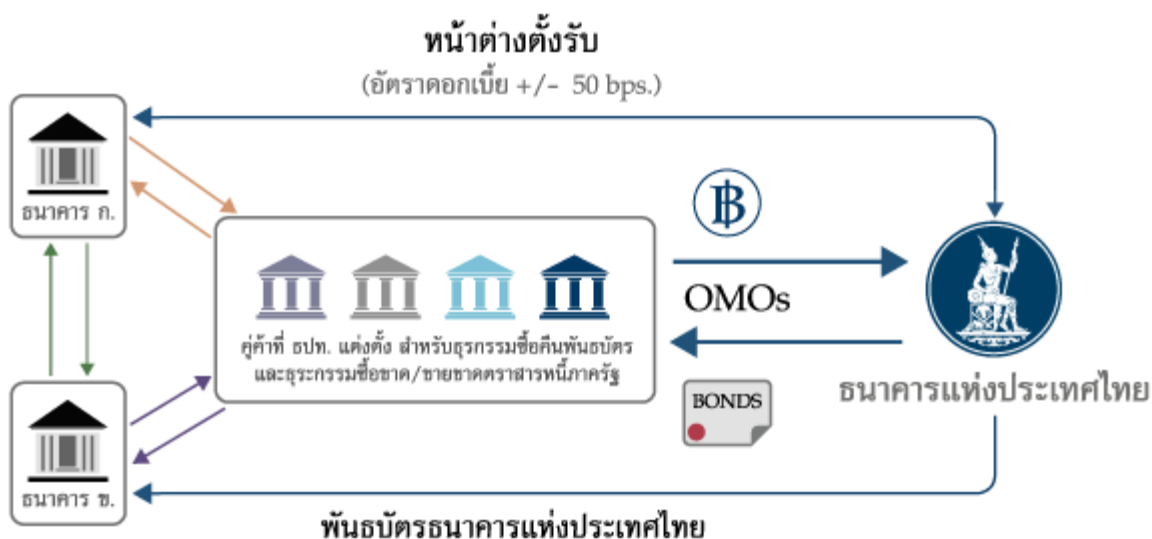 หน้าต่างตั้งรับ
(อัตราดอกเบี้ย +/- 50 bps.)
ธนาคาร ก.
฿
OMOs
คู่ค้าที่ ธปท. แต่งตั้ง สำหรับธุรกรรมซื้อคืนพันธบัตร
และธุระกรรมซื้อขาด/ขายขาดตราสารหนี้ภาครัฐ
BONDS
ธนาคารแห่งประเทศไทย
ธนาคาร ข.
พันธบัตรธนาคารแห่งประเทศไทย